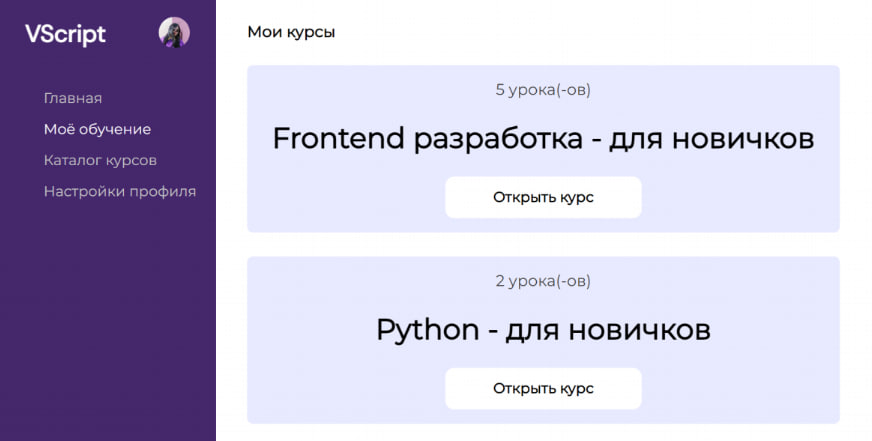 VScript
Главная
Моё обучение
Каталог курсов
Настройки профиля
Мои курсы
5 урока(-ов)
Frontend разработка - для новичков
Открыть курс
2 урока(-ов)
Python - для новичков
Открыть курс